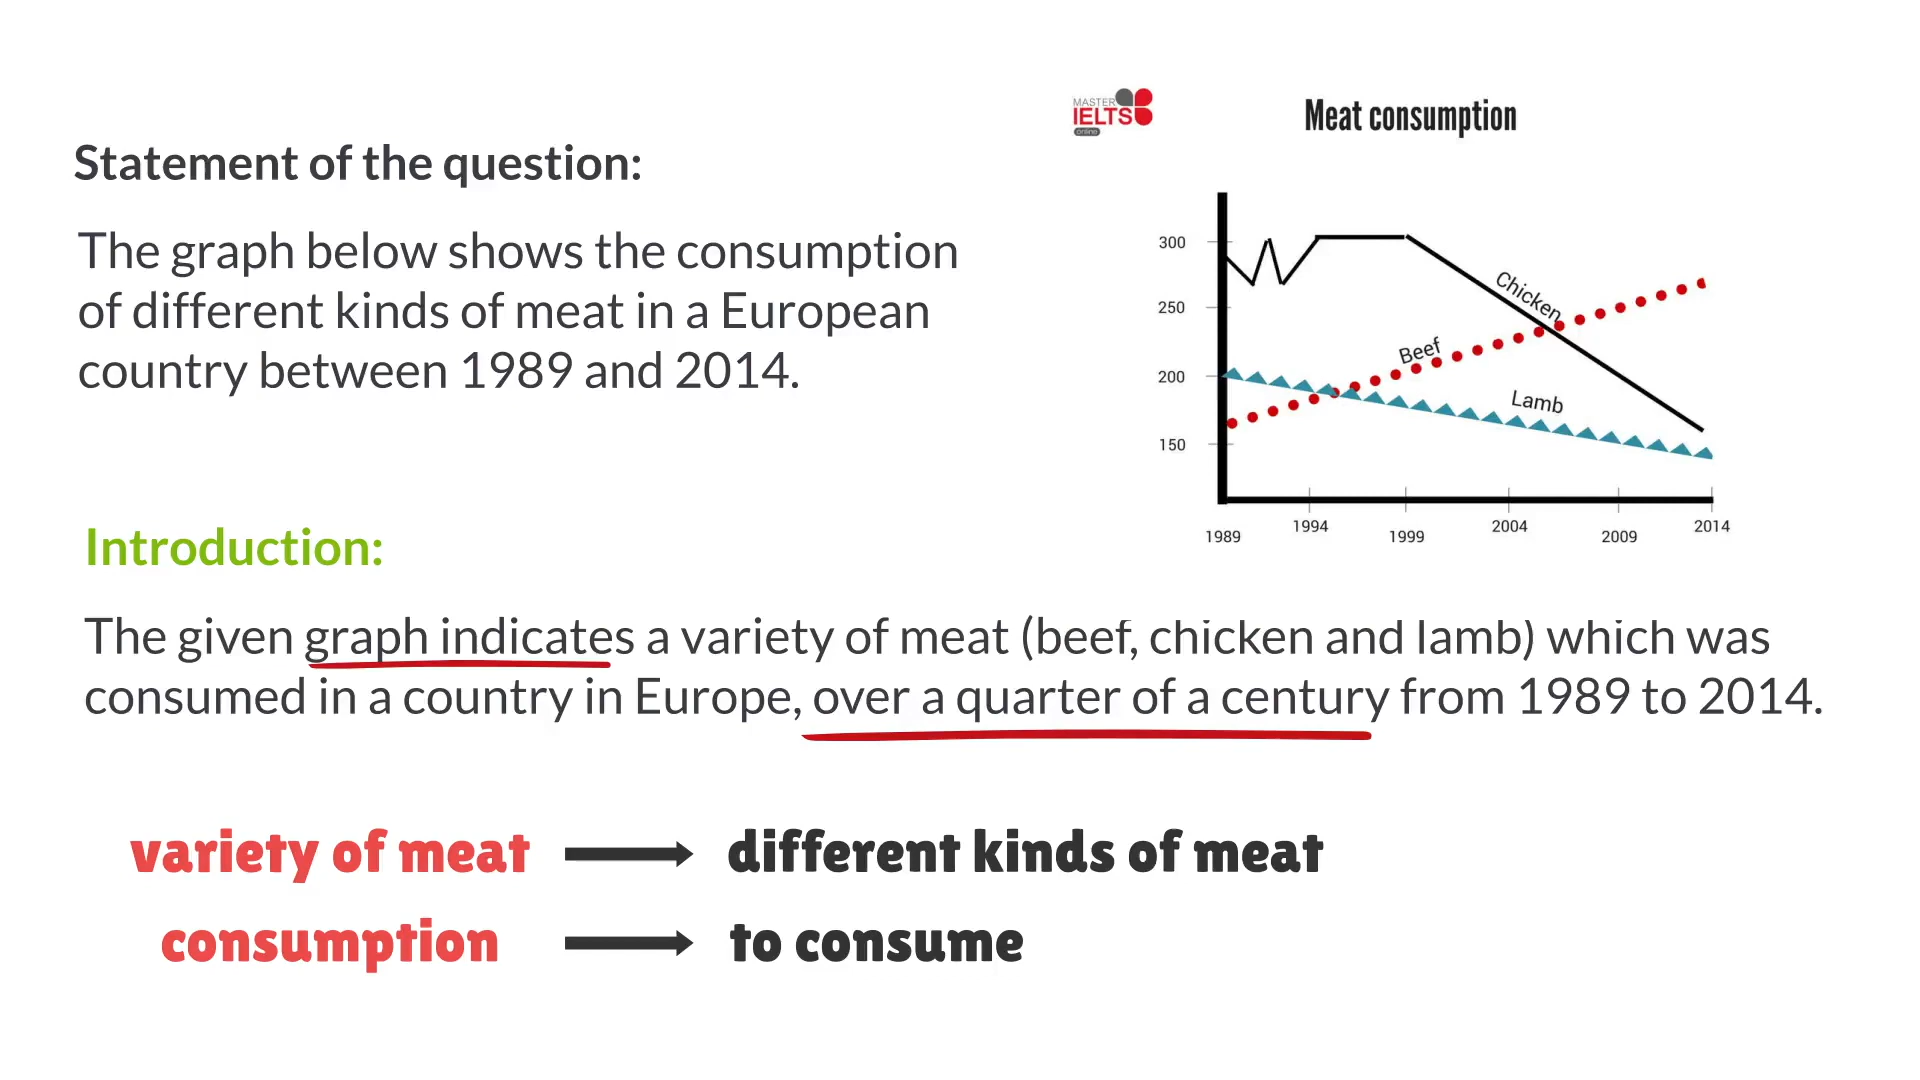 MASTER
IELTS
online
Meat consumption
Statement of the question:
The graph below shows the consumption
of different kinds of meat in a European
country between 1989 and 2014.
300
250
200
150
Chicken
Beef
Lamb
1989
1994
1999
2004
2009
2014
Introduction:
The given graph indicates a variety of meat (beef, chicken and lamb) which was
consumed in a country in Europe, over a quarter of a century from 1989 to 2014.
variety of meat
different kinds of meat
consumption
to consume